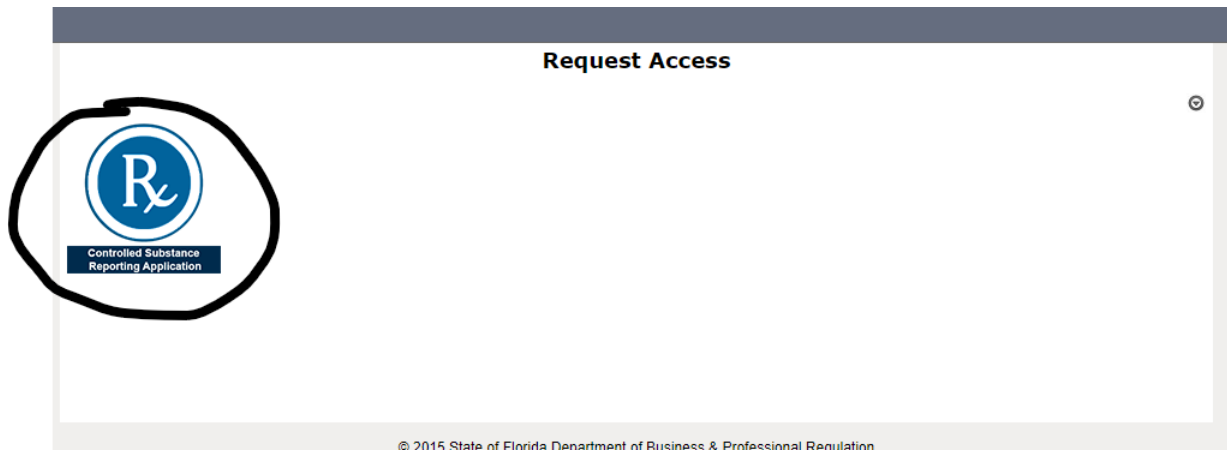 Request Access
Rx
Controlled Substance
Reporting Application
© 2015 State of Florida Department of Business & Professional Regulation